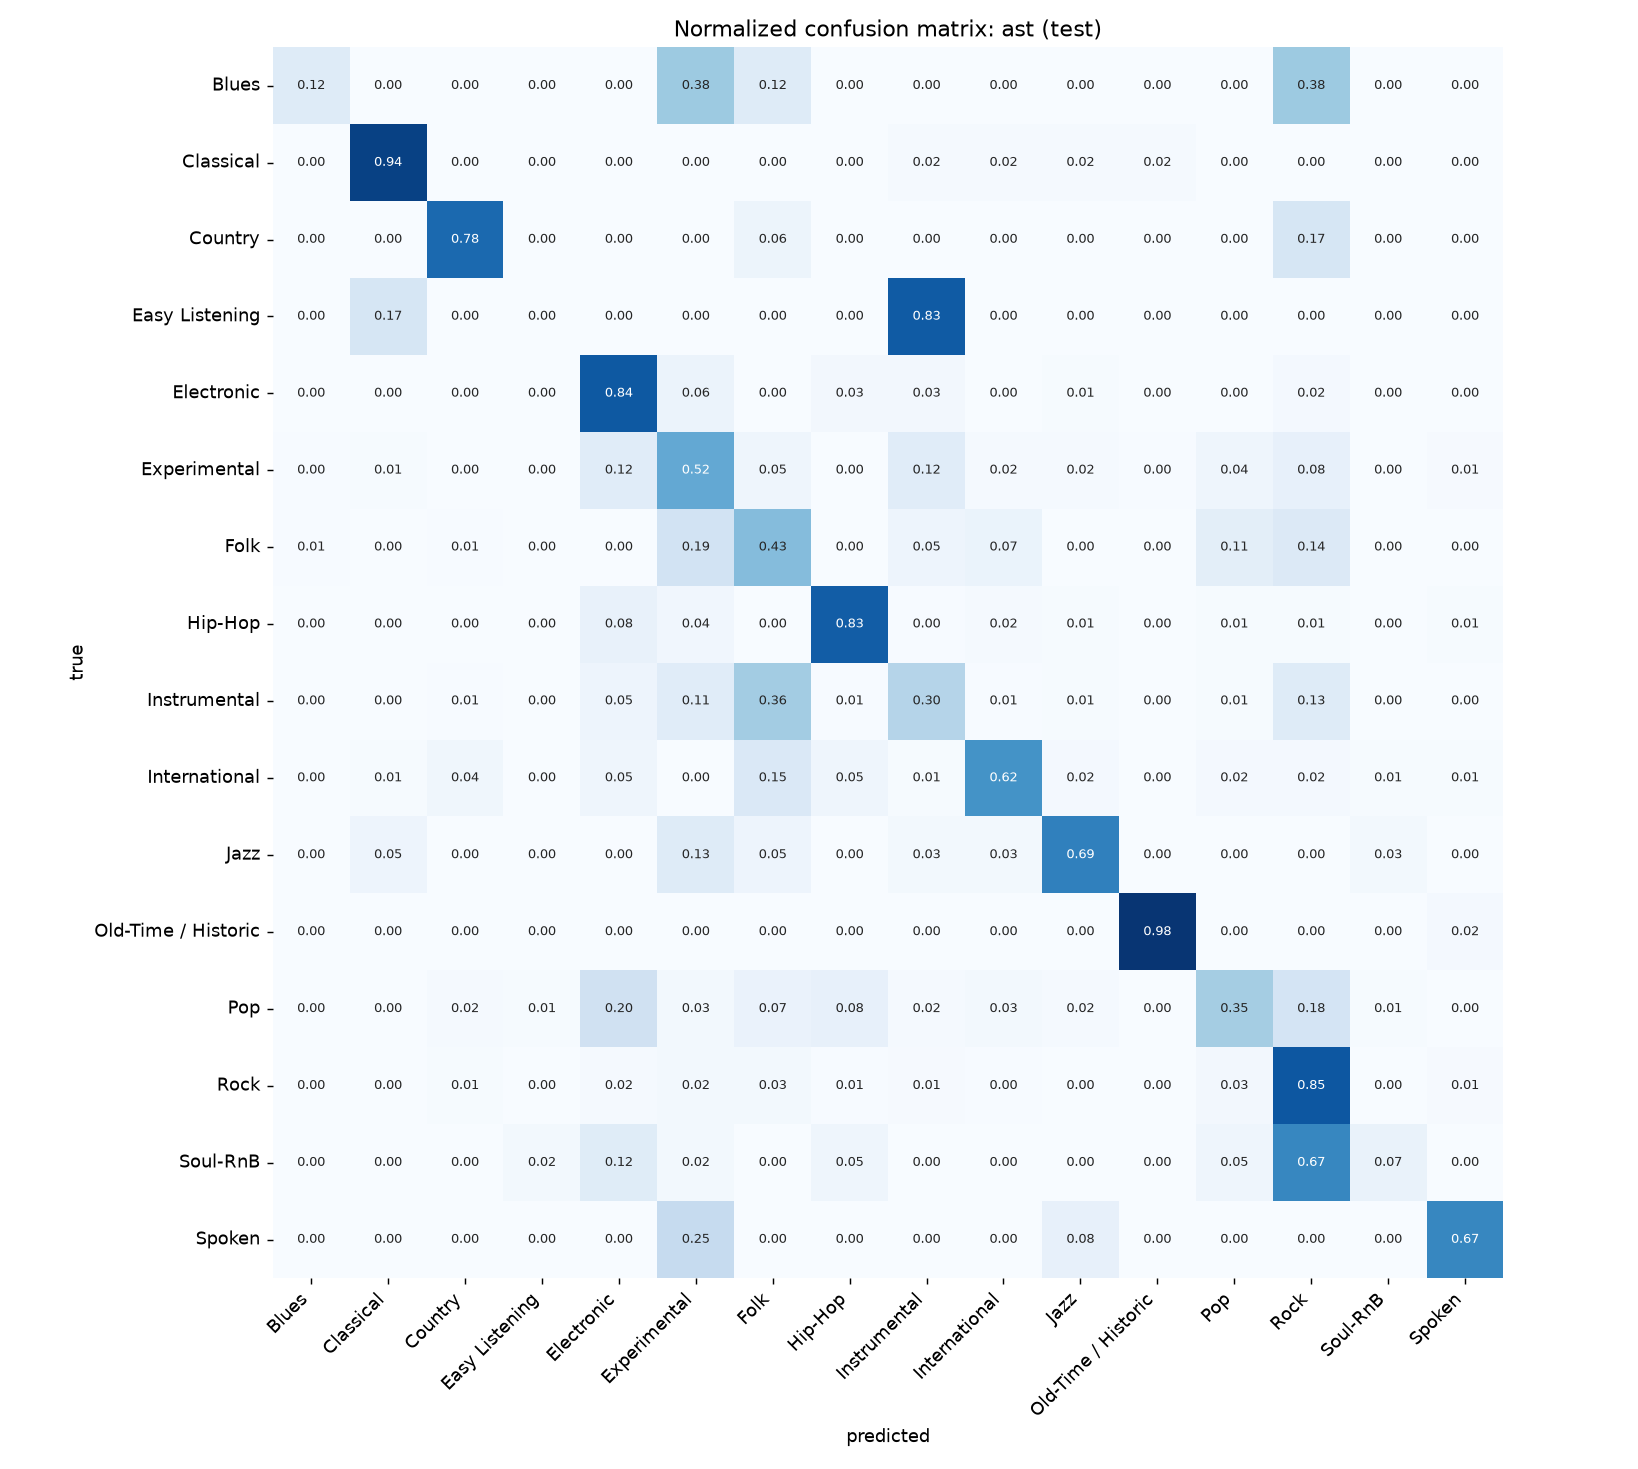 Normalized confusion matrix: ast (test)
Blues 0.12 0.00 0.00 0.00 0.00 0.38 0.12 0.00 0.00 0.00 0.00 0.00 0.00 0.38 0.00 0.00
Classical 0.00 0.94 0.00 0.00 0.00 0.00 0.00 0.00 0.02 0.02 0.02 0.02 0.00 0.00 0.00 0.00
Country 0.00 0.00 0.78 0.00 0.00 0.00 0.06 0.00 0.00 0.00 0.00 0.00 0.00 0.17 0.00 0.00
Easy Listening 0.00 0.17 0.00 0.00 0.00 0.00 0.00 0.00 0.83 0.00 0.00 0.00 0.00 0.00 0.00 0.00
Electronic 0.00 0.00 0.00 0.00 0.84 0.06 0.00 0.03 0.03 0.00 0.01 0.00 0.00 0.02 0.00 0.00
Experimental 0.00 0.01 0.00 0.00 0.12 0.52 0.05 0.00 0.12 0.02 0.02 0.00 0.04 0.08 0.00 0.01
Folk 0.01 0.00 0.01 0.00 0.00 0.19 0.43 0.00 0.05 0.07 0.00 0.00 0.11 0.14 0.00 0.00
Hip-Hop 0.00 0.00 0.00 0.00 0.08 0.04 0.00 0.83 0.00 0.02 0.01 0.00 0.01 0.01 0.00 0.01
Instrumental 0.00 0.00 0.01 0.00 0.05 0.11 0.36 0.01 0.30 0.01 0.01 0.00 0.01 0.13 0.00 0.00
International 0.00 0.01 0.04 0.00 0.05 0.00 0.15 0.05 0.01 0.62 0.02 0.00 0.02 0.02 0.01 0.01
Jazz 0.00 0.05 0.00 0.00 0.00 0.13 0.05 0.00 0.03 0.03 0.69 0.00 0.00 0.00 0.03 0.00
Old-Time / Historic 0.00 0.00 0.00 0.00 0.00 0.00 0.00 0.00 0.00 0.00 0.00 0.98 0.00 0.00 0.00 0.02
Pop 0.00 0.00 0.02 0.01 0.20 0.03 0.07 0.08 0.02 0.03 0.02 0.00 0.35 0.18 0.01 0.00
Rock 0.00 0.00 0.01 0.00 0.02 0.02 0.03 0.01 0.01 0.00 0.00 0.00 0.03 0.85 0.00 0.01
Soul-RnB 0.00 0.00 0.00 0.02 0.12 0.02 0.00 0.05 0.00 0.00 0.00 0.00 0.05 0.67 0.07 0.00
Spoken 0.00 0.00 0.00 0.00 0.00 0.25 0.00 0.00 0.00 0.00 0.08 0.00 0.00 0.00 0.00 0.67
true
Blues Classical Country Easy Listening Electronic Experimental Folk Hip-Hop Instrumental International Jazz Old-Time / Historic Pop Rock Soul-RnB Spoken
predicted